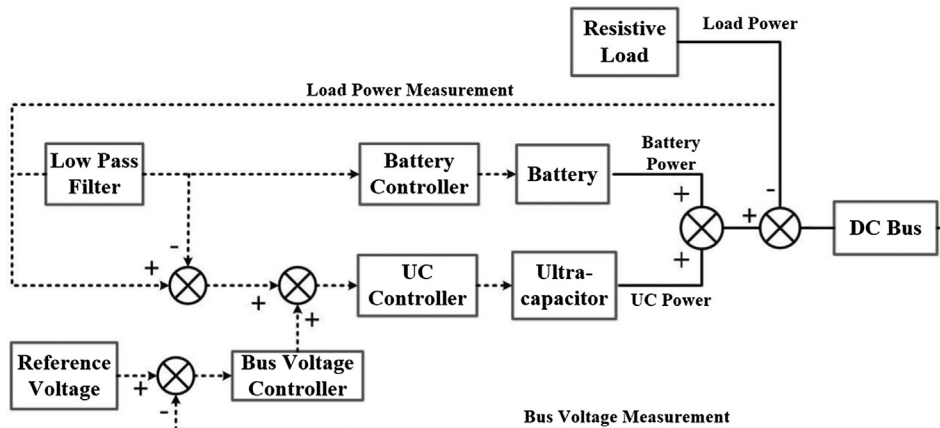 Resistive
Load
Load Power
Load Power Measurement
Low Pass
Filter
Battery
Controller
Battery
Battery
Power
+
-
+
DC Bus
-
+
+
+
+
UC
Controller
Ultra-
capacitor
UC Power
Reference
Voltage
+
-
Bus Voltage
Controller
Bus Voltage Measurement